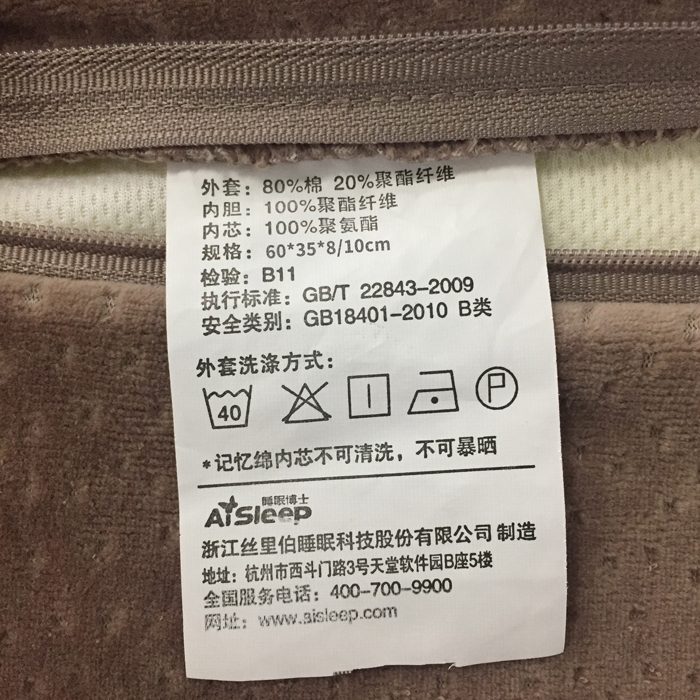 外套：80%棉 20%聚酯纤维
内胆：100%聚酯纤维
内芯：100%聚氨酯
规格：60*35*8/10cm
检验：B11
执行标准：GB/T 22843-2009
安全类别：GB18401-2010 B类
外套洗涤方式：
40 P
*记忆绵内芯不可清洗，不可暴晒
睡眠博士
AiSleep
浙江丝里伯睡眠科技股份有限公司 制造
地址：杭州市西斗门路3号天堂软件园B座5楼
全国服务电话：400-700-9900
网址：www.aisleep.com